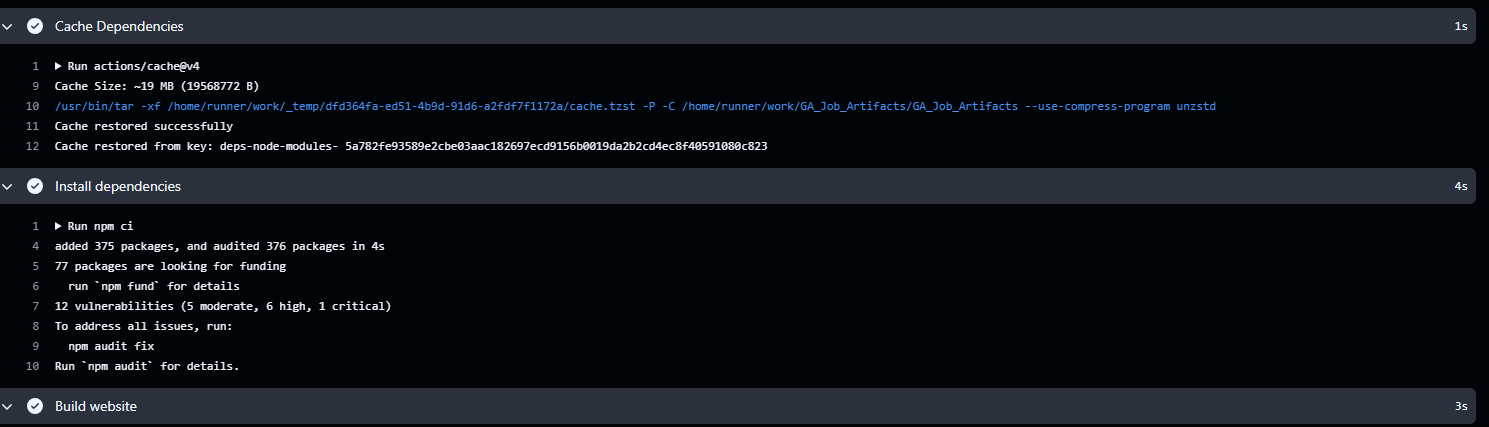 Cache Dependencies 1s
1 Run actions/cache@v4
9 Cache Size: ~19 MB (19568772 B)
10 /usr/bin/tar -xf /home/runner/work/_temp/dfd364fa-ed51-4b9d-91d6-a2fdf7f1172a/cache.tzst -P -C /home/runner/work/GA_Job_Artifacts/GA_Job_Artifacts --use-compress-program unzstd
11 Cache restored successfully
12 Cache restored from key: deps-node-modules- 5a782fe93589e2cbe03aac182697ecd9156b0019da2b2cd4ec8f40591080c823
Install dependencies 4s
1 Run npm ci
4 added 375 packages, and audited 376 packages in 4s
5 77 packages are looking for funding
6 run `npm fund` for details
7 12 vulnerabilities (5 moderate, 6 high, 1 critical)
8 To address all issues, run:
9 npm audit fix
10 Run `npm audit` for details.
Build website 3s